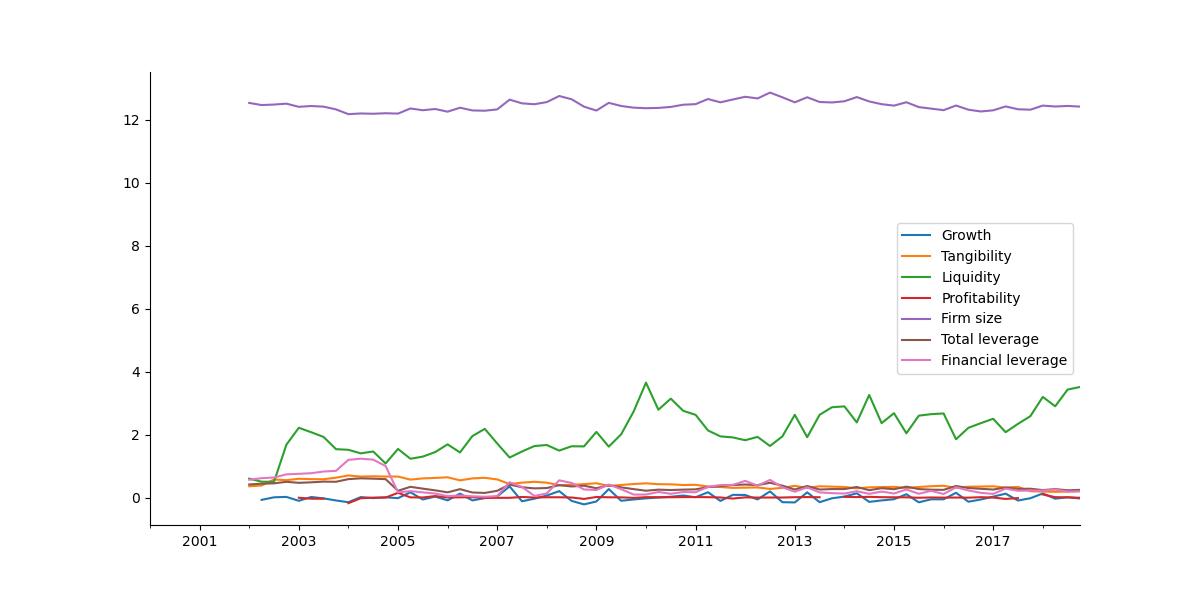 12
10
8
6
4
2
0
Growth
Tangibility
Liquidity
Profitability
Firm size
Total leverage
Financial leverage
2001 2003 2005 2007 2009 2011 2013 2015 2017